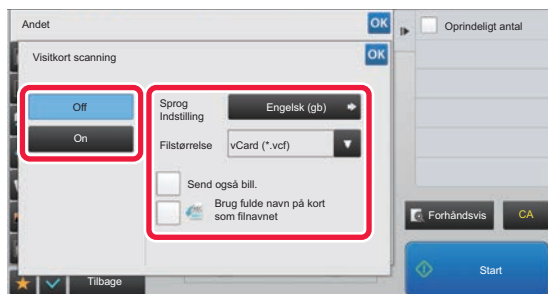 Andet
OK
Oprindeligt antal
Visitkort scanning
OK
Off
On
Sprog
Indstilling
Engelsk (gb)
Filstørrelse
vCard (*.vcf)
Send også bill.
Brug fulde navn på kort
som filnavnet
Forhåndsvis
CA
Tilbage
Start